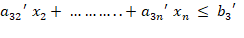 a₃₂′ x₂ + … … … . . + a₃ₙ′ xₙ ≤ b₃′